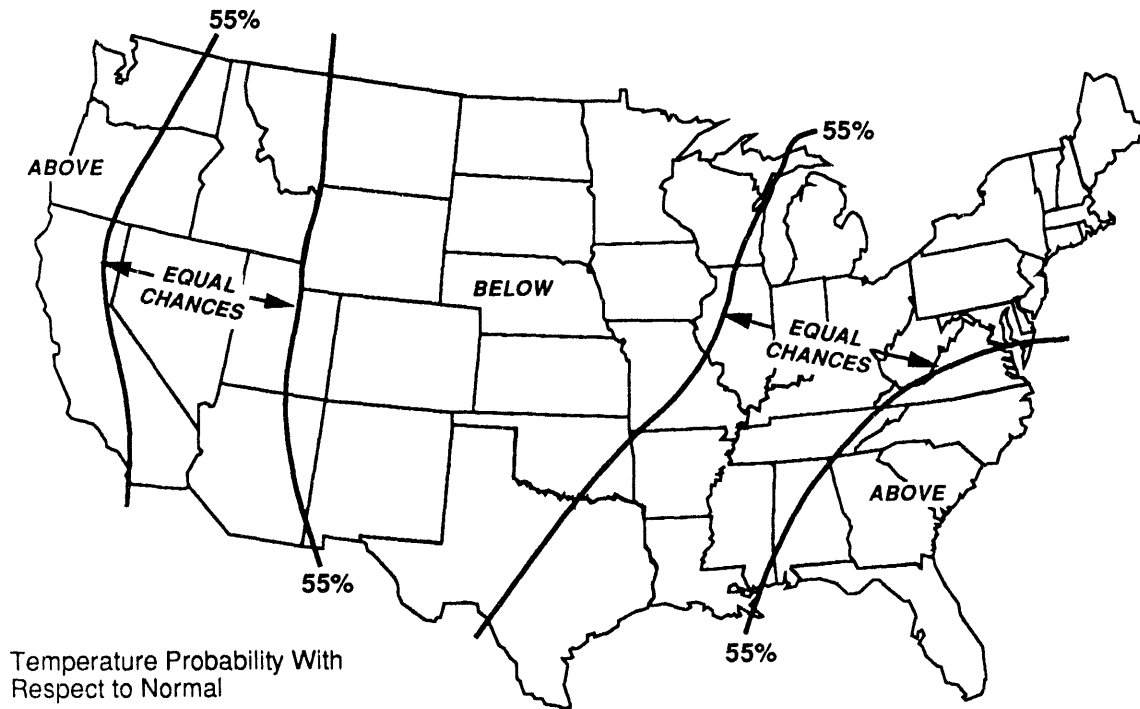 55%
55%
ABOVE
EQUAL
CHANCES
BELOW
EQUAL
CHANCES
ABOVE
55%
55%
Temperature Probability With
Respect to Normal